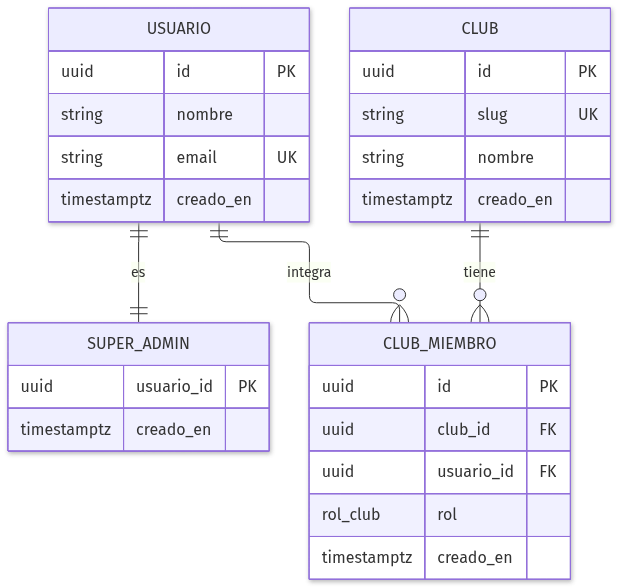 USUARIO
uuid id PK
string nombre
string email UK
timestamptz creado_en
CLUB
uuid id PK
string slug UK
string nombre
timestamptz creado_en
es
integra
tiene
SUPER_ADMIN
uuid usuario_id PK
timestamptz creado_en
CLUB_MIEMBRO
uuid id PK
uuid club_id FK
uuid usuario_id FK
rol_club rol
timestamptz creado_en